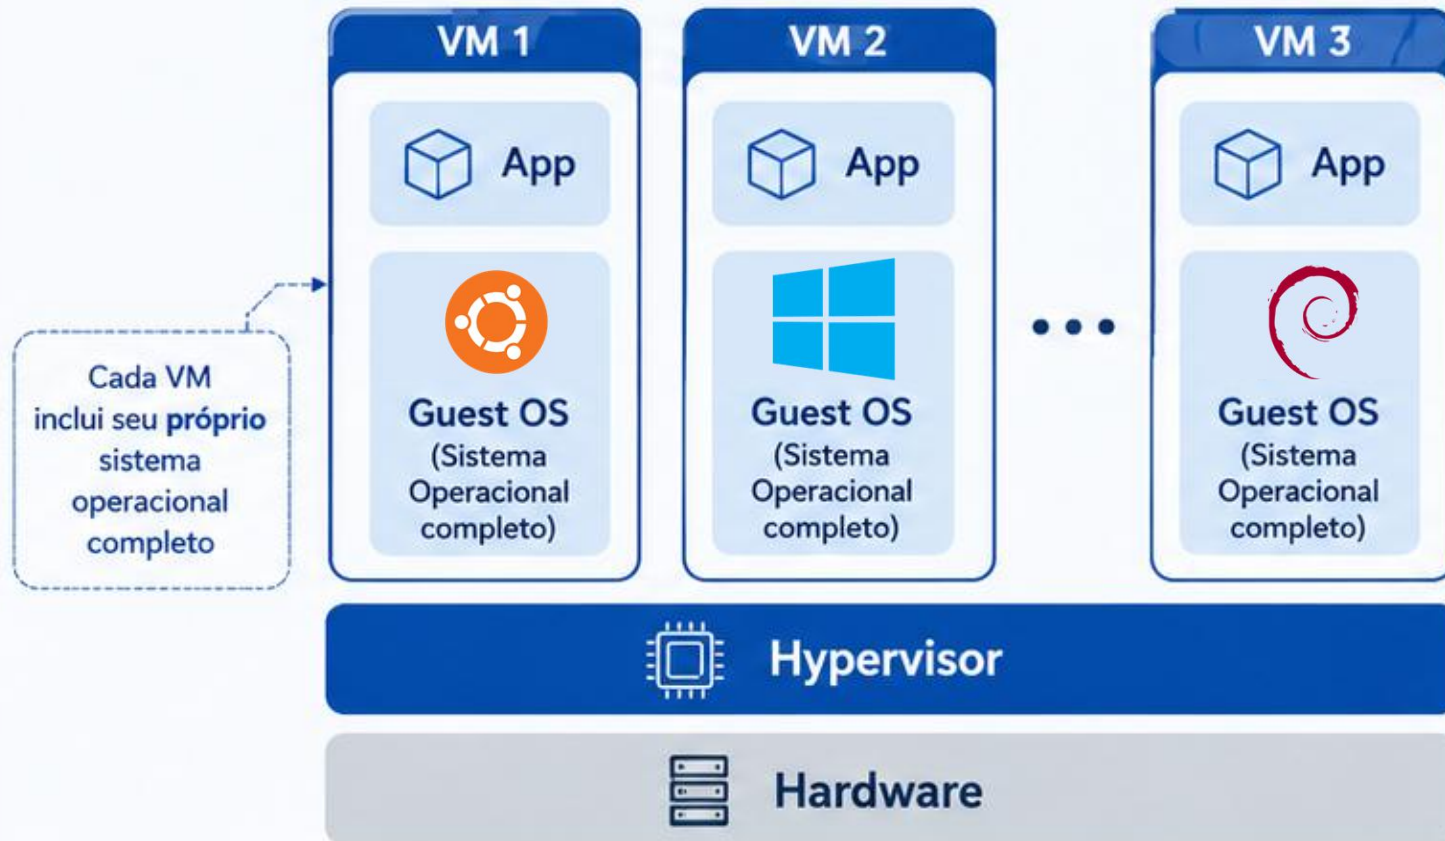 VM 1
App
Guest OS
(Sistema
Operacional
completo)
VM 2
App
Guest OS
(Sistema
Operacional
completo)
VM 3
App
Guest OS
(Sistema
Operacional
completo)
Cada VM
inclui seu próprio
sistema
operacional
completo
Hypervisor
Hardware